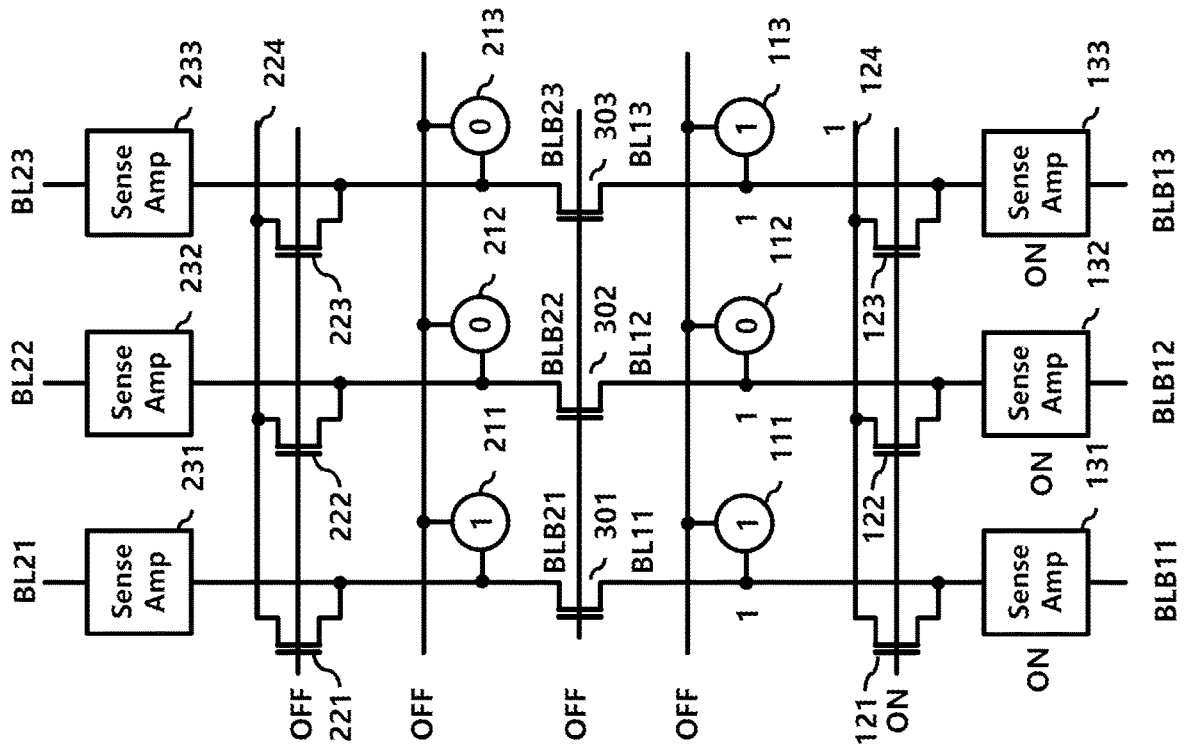 BL21 BL22 BL23
Sense Sense Sense
Amp Amp Amp
231 232 233
224
OFF
221 222 223
OFF
1 0 0
211 212 213
BLB21 BLB22 BLB23
OFF
301 302 303
BL11 BL12 BL13
OFF
1 1 1 0 1 1
111 112 113
1
124
121 122 123
ON
Sense Sense Sense
Amp Amp Amp
ON ON ON
131 132 133
BLB11 BLB12 BLB13